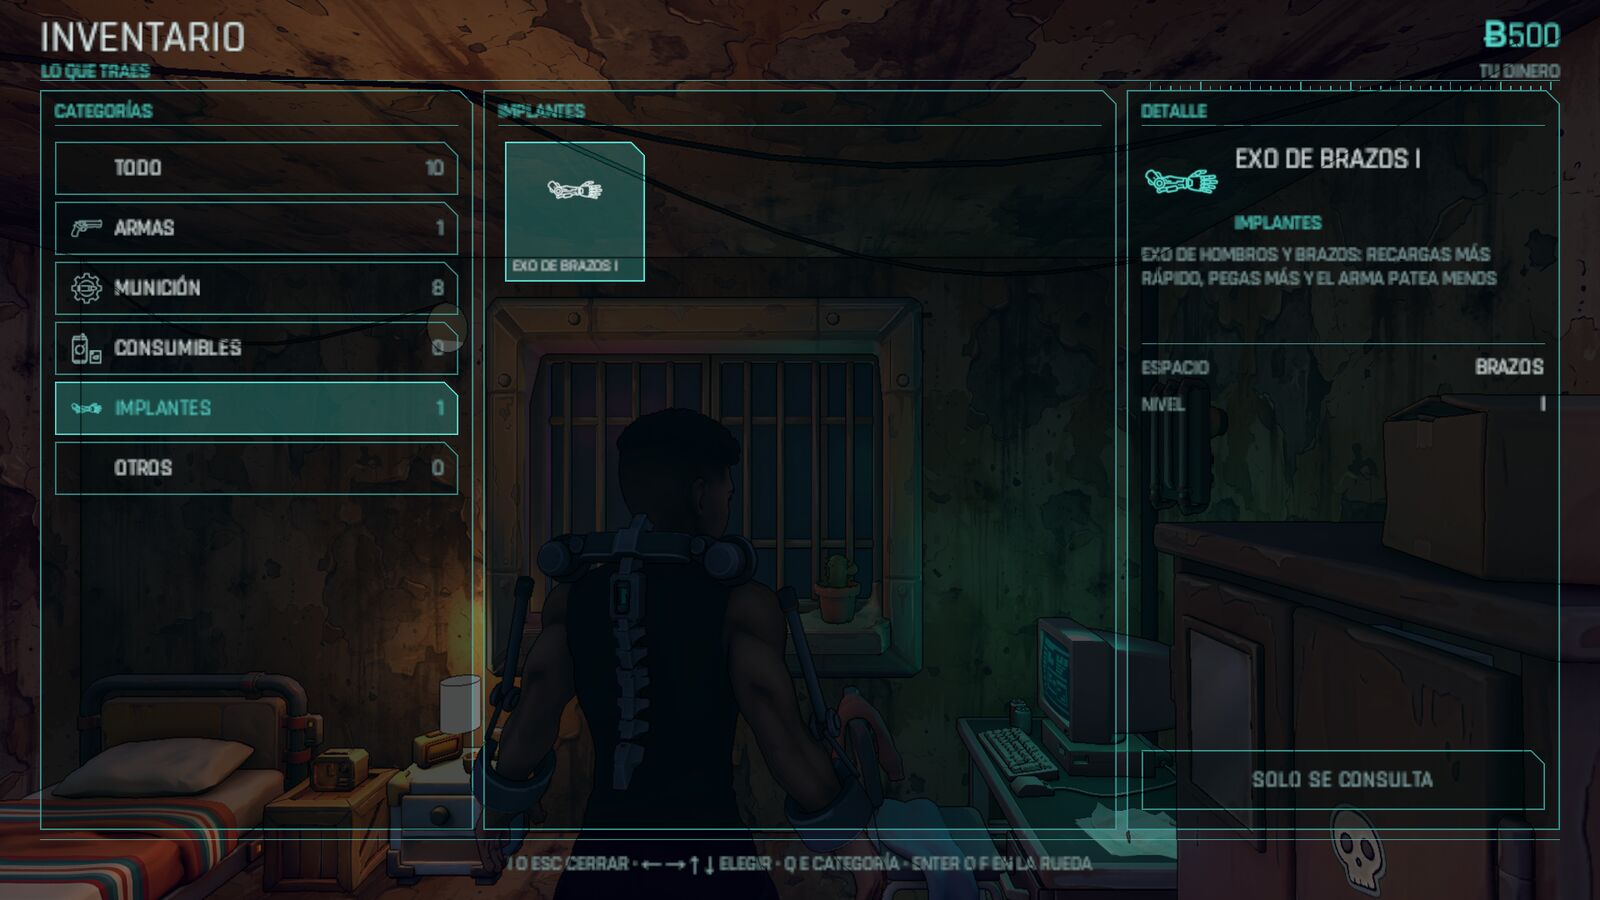 INVENTARIO
LO QUE TRAES
Ƀ500
TU DINERO
CATEGORÍAS
TODO 10
ARMAS 1
MUNICIÓN 8
CONSUMIBLES 0
IMPLANTES 1
OTROS 0
IMPLANTES
EXO DE BRAZOS I
DETALLE
EXO DE BRAZOS I
IMPLANTES
EXO DE HOMBROS Y BRAZOS: RECARGAS MÁS
RÁPIDO, PEGAS MÁS Y EL ARMA PATEA MENOS
ESPACIO BRAZOS
NIVEL I
SOLO SE CONSULTA
I O ESC CERRAR · ←→↑↓ ELEGIR · Q E CATEGORÍA · ENTER O F EN LA RUEDA